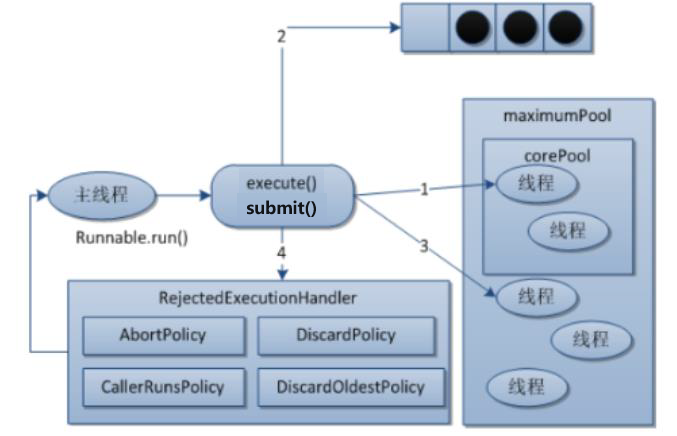 2
maximumPool
corePool
线程
线程
主线程
execute()
submit()
1
3
Runnable.run()
4
线程
线程
线程
RejectedExecutionHandler
AbortPolicy
DiscardPolicy
CallerRunsPolicy
DiscardOldestPolicy